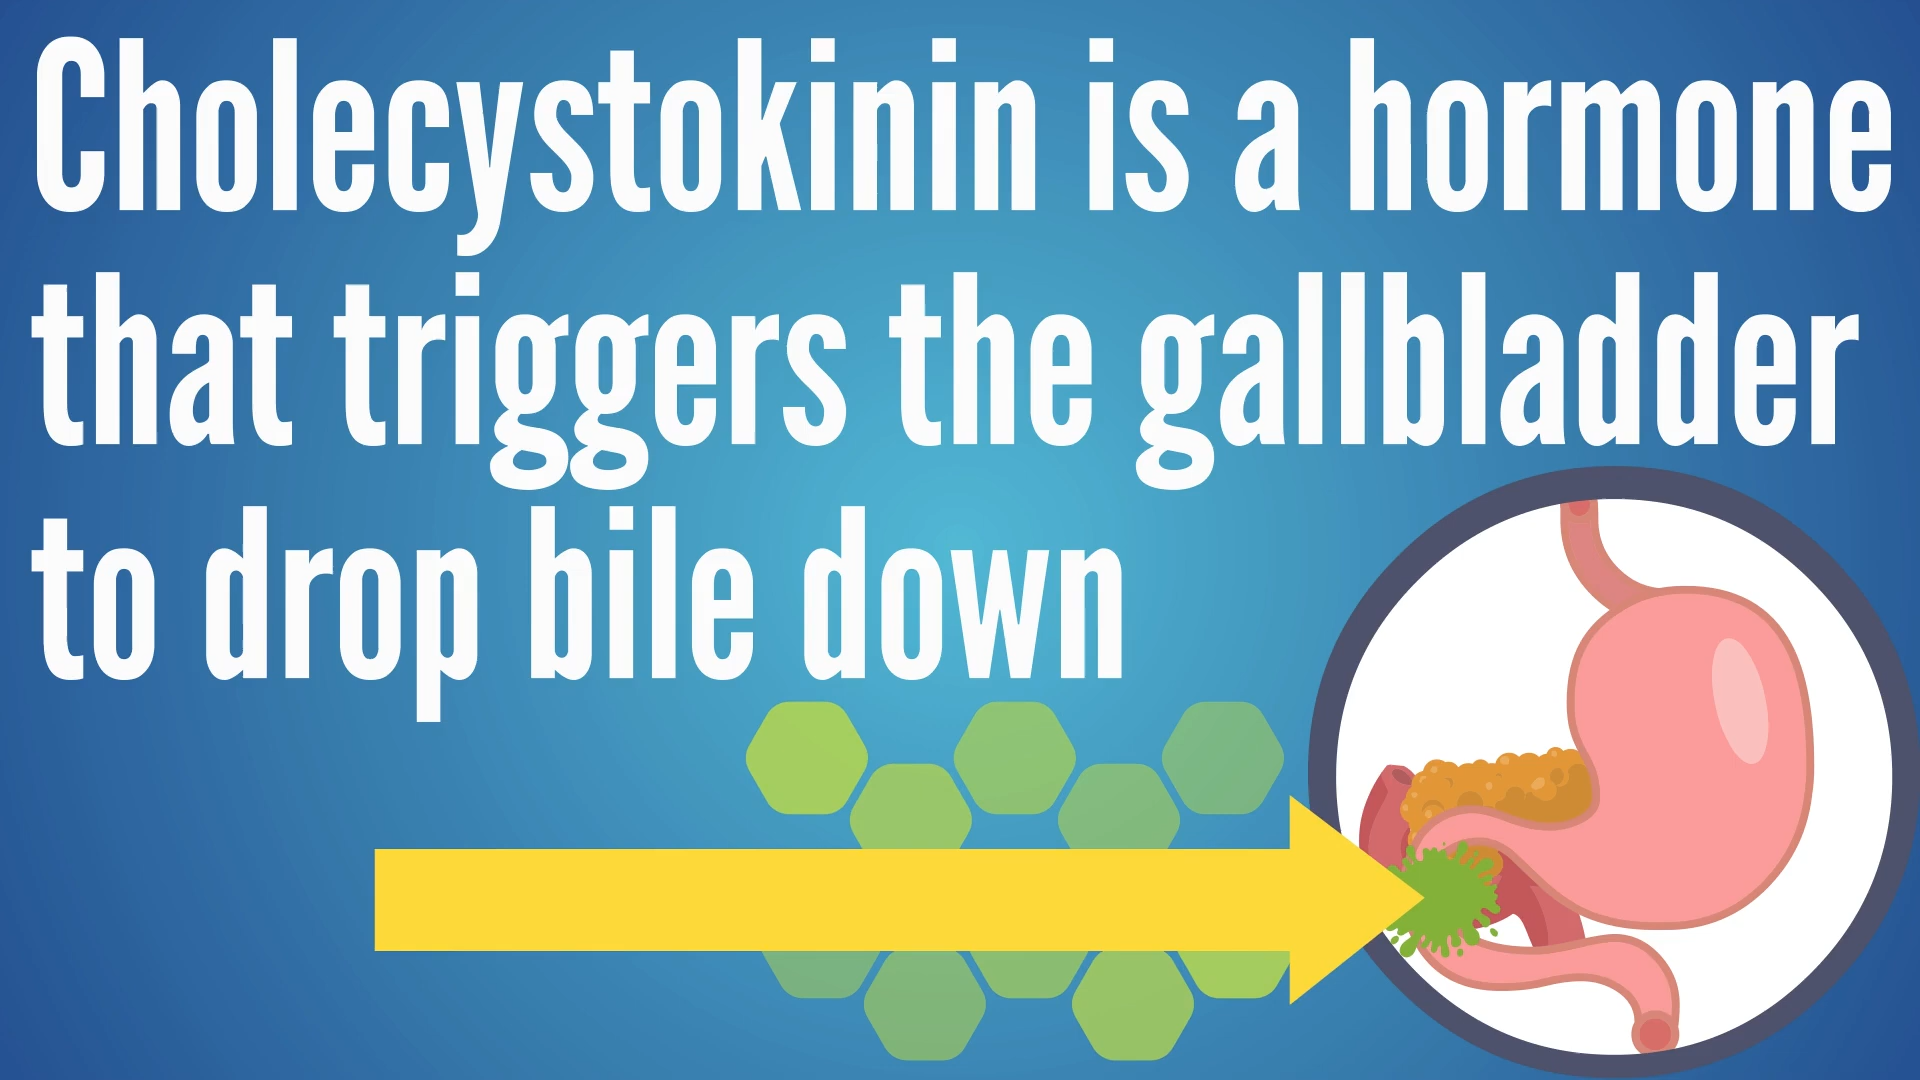 Cholecystokinin is a hormone
that triggers the gallbladder
to drop bile down